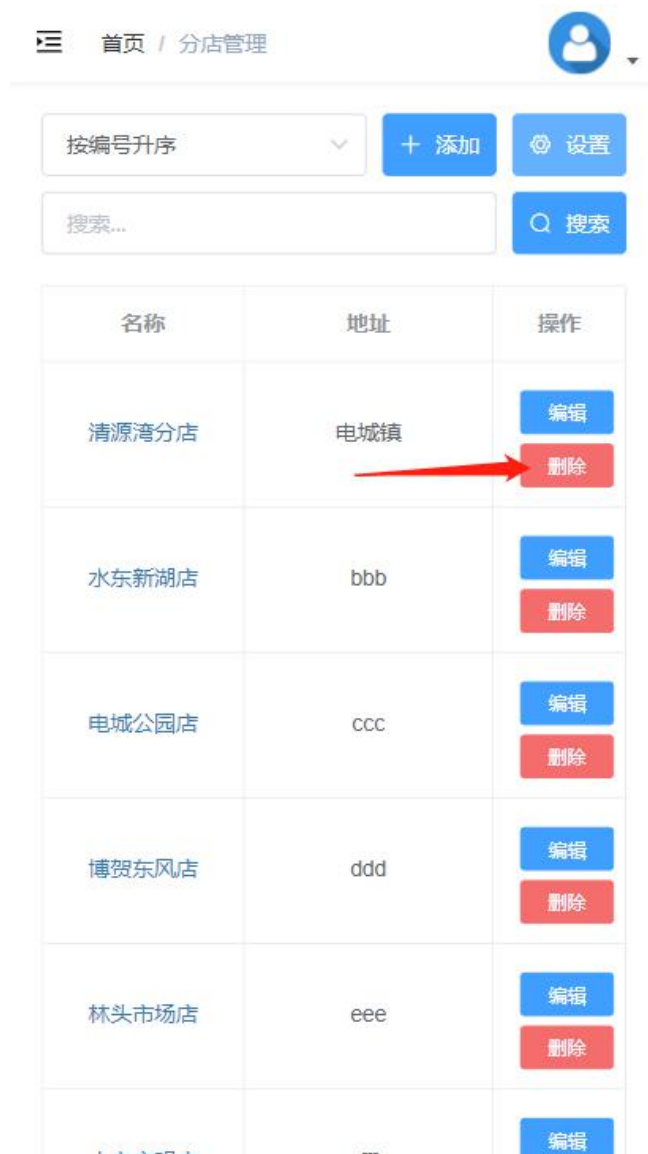 首页 / 分店管理
按编号升序
+ 添加
设置
搜索...
搜索
名称 地址 操作
清源湾分店 电城镇 编辑
删除
水东新湖店 bbb 编辑
删除
电城公园店 ccc 编辑
删除
博贺东风店 ddd 编辑
删除
林头市场店 eee 编辑
删除
编辑